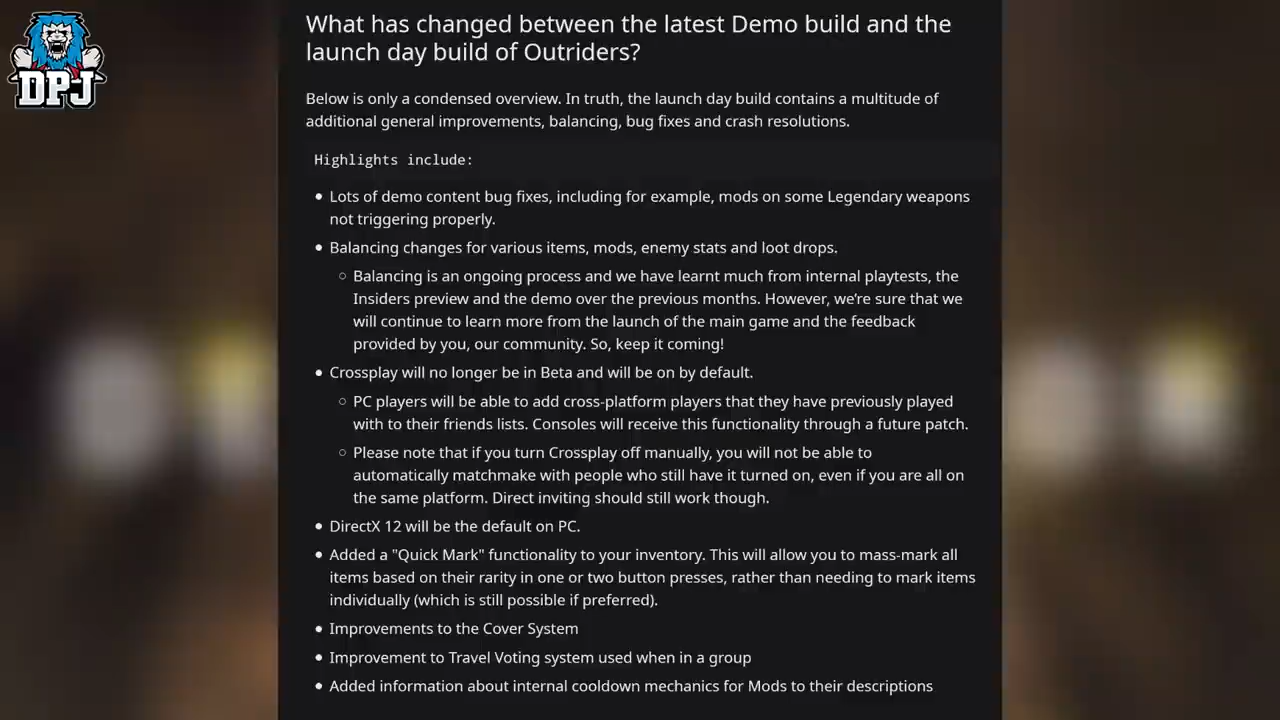 DPJ
What has changed between the latest Demo build and the
launch day build of Outriders?
Below is only a condensed overview. In truth, the launch day build contains a multitude of
additional general improvements, balancing, bug fixes and crash resolutions.
Highlights include:
• Lots of demo content bug fixes, including for example, mods on some Legendary weapons
not triggering properly.
• Balancing changes for various items, mods, enemy stats and loot drops.
○ Balancing is an ongoing process and we have learnt much from internal playtests, the
Insiders preview and the demo over the previous months. However, we're sure that we
will continue to learn more from the launch of the main game and the feedback
provided by you, our community. So, keep it coming!
• Crossplay will no longer be in Beta and will be on by default.
○ PC players will be able to add cross-platform players that they have previously played
with to their friends lists. Consoles will receive this functionality through a future patch.
○ Please note that if you turn Crossplay off manually, you will not be able to
automatically matchmake with people who still have it turned on, even if you are all on
the same platform. Direct inviting should still work though.
• DirectX 12 will be the default on PC.
• Added a "Quick Mark" functionality to your inventory. This will allow you to mass-mark all
items based on their rarity in one or two button presses, rather than needing to mark items
individually (which is still possible if preferred).
• Improvements to the Cover System
• Improvement to Travel Voting system used when in a group
• Added information about internal cooldown mechanics for Mods to their descriptions